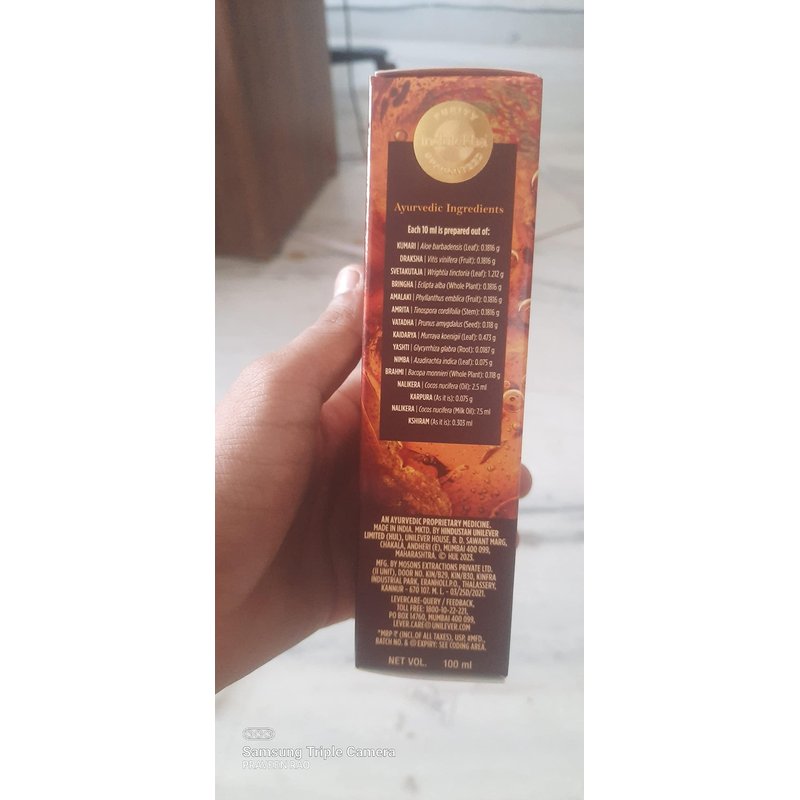 PURITY
indulekha
Ayurvedic Ingredients
Each 10 ml is prepared out of:
KUMARI | Aloe barbadensis (Leaf): 0.1816 g
DRAKSHA | Vitis vinifera (Fruit): 0.1816 g
SVETAKUTAJA | Wrightia tinctoria (Leaf): 1.212 g
BRINGHA | Eclipta alba (Whole Plant): 0.1816 g
AMALAKI | Phyllanthus emblica (Fruit): 0.1816 g
AMRITA | Tinospora cordifolia (Stem): 0.1816 g
VATADHA | Prunus amygdalus (Seed): 0.118 g
KAIDARYA | Murraya koenigii (Leaf): 0.473 g
YASHTI | Glycyrrhiza glabra (Root): 0.0187 g
NIMBA | Azadirachta indica (Leaf): 0.075 g
BRAHMI | Bacopa monnieri (Whole Plant): 0.118 g
NALIKERA | Cocos nucifera (Oil): 2.5 ml
KARPURA (As it is): 0.075 g
NALIKERA | Cocos nucifera (Milk Oil): 7.5 ml
KSHIRAM (As it is): 0.303 ml
AN AYURVEDIC PROPRIETARY MEDICINE.
MADE IN INDIA. MKTD. BY HINDUSTAN UNILEVER
LIMITED (HUL), UNILEVER HOUSE, B. D. SAWANT MARG,
CHAKALA, ANDHERI (E), MUMBAI 400 099,
MAHARASHTRA. © HUL 2023.
MFG. BY MOSONS EXTRACTIONS PRIVATE LTD.
(II UNIT), DOOR NO. KIN/B29, KIN/B30, KINFRA
INDUSTRIAL PARK, ERANHOLI.P.O., THALASSERY,
KANNUR - 670 107. M. L. - 03/25D/2021.
LEVERCARE-QUERY / FEEDBACK,
TOLL FREE: 1800-10-22-221,
PO BOX 14760, MUMBAI 400 099,
LEVER.CARE@UNILEVER.COM
*MRP ₹ (INCL.OF ALL TAXES), USP, #MFD.,
BATCH NO. & @ EXPIRY: SEE CODING AREA.
NET VOL. 100 ml
Samsung Triple Camera
PRAVEEN RAO